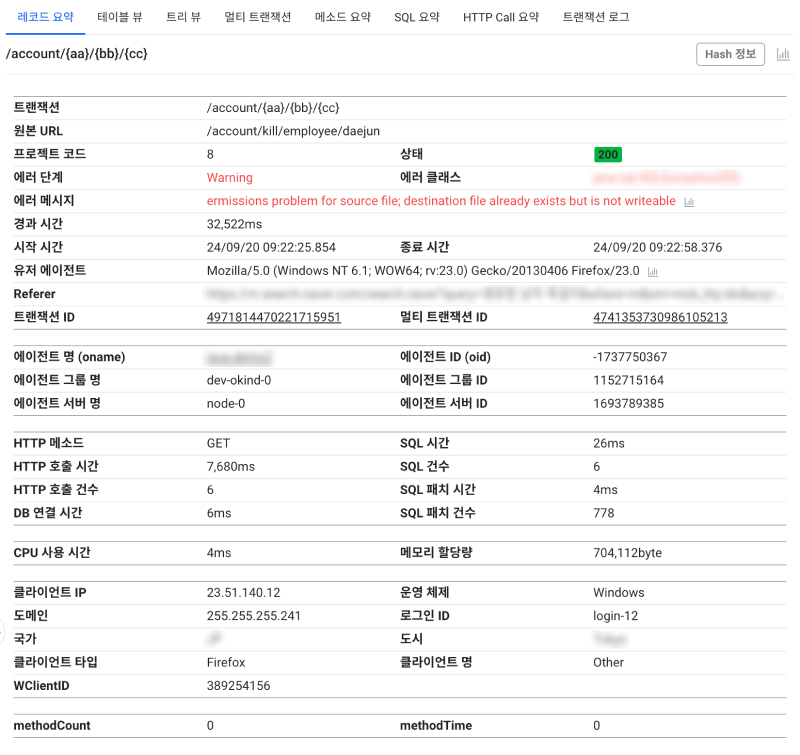 레코드 요약 테이블 뷰 트리 뷰 멀티 트랜잭션 메소드 요약 SQL 요약 HTTP Call 요약 트랜잭션 로그
/account/{aa}/{bb}/{cc} Hash 정보
트랜잭션 /account/{aa}/{bb}/{cc}
원본 URL /account/kill/employee/daejun
프로젝트 코드 8 상태 200
에러 단계 Warning 에러 클래스
에러 메시지 ermissions problem for source file; destination file already exists but is not writeable
경과 시간 32,522ms
시작 시간 24/09/20 09:22:25.854 종료 시간 24/09/20 09:22:58.376
유저 에이전트 Mozilla/5.0 (Windows NT 6.1; WOW64; rv:23.0) Gecko/20130406 Firefox/23.0
Referer
트랜잭션 ID 4971814470221715951 멀티 트랜잭션 ID 4741353730986105213
에이전트 명 (oname) 에이전트 ID (oid) -1737750367
에이전트 그룹 명 dev-okind-0 에이전트 그룹 ID 1152715164
에이전트 서버 명 node-0 에이전트 서버 ID 1693789385
HTTP 메소드 GET SQL 시간 26ms
HTTP 호출 시간 7,680ms SQL 건수 6
HTTP 호출 건수 6 SQL 패치 시간 4ms
DB 연결 시간 6ms SQL 패치 건수 778
CPU 사용 시간 4ms 메모리 할당량 704,112byte
클라이언트 IP 23.51.140.12 운영 체제 Windows
도메인 255.255.255.241 로그인 ID login-12
국가 도시
클라이언트 타입 Firefox 클라이언트 명 Other
WClientID 389254156
methodCount 0 methodTime 0